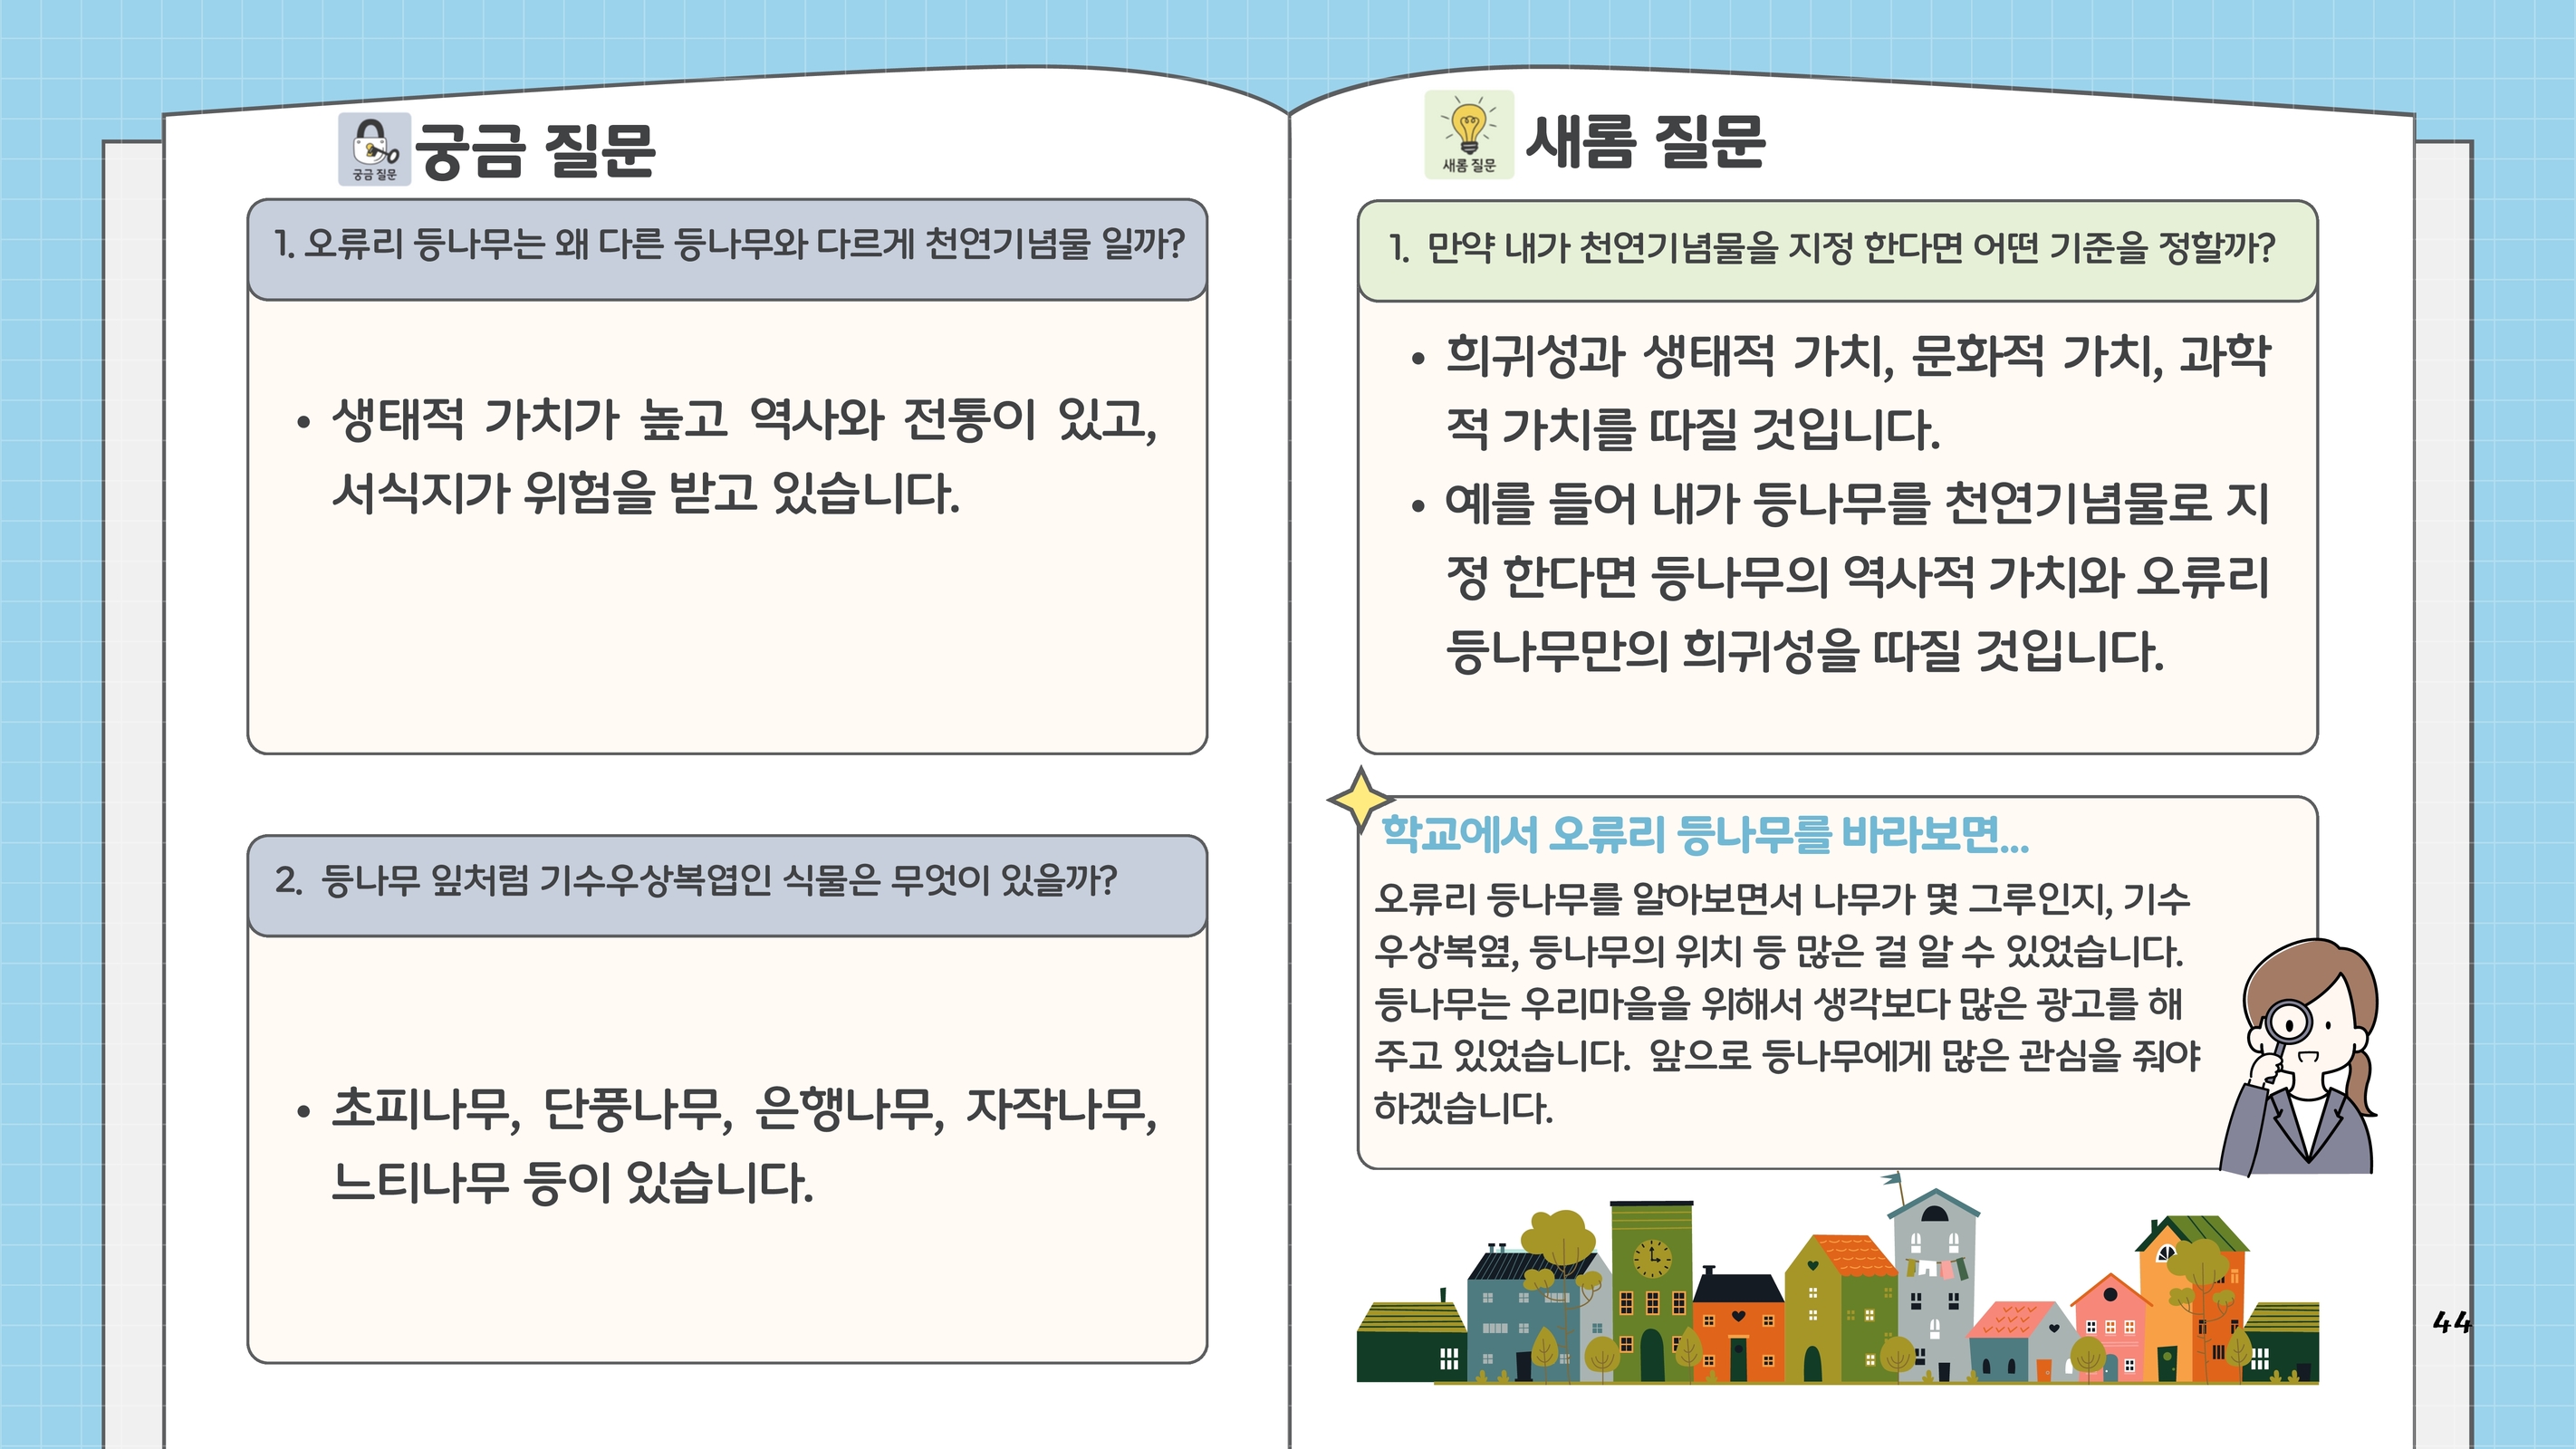 궁금 질문
궁금 질문
1. 오류리 등나무는 왜 다른 등나무와 다르게 천연기념물 일까?
• 생태적 가치가 높고 역사와 전통이 있고,
서식지가 위험을 받고 있습니다.
2. 등나무 잎처럼 기수우상복엽인 식물은 무엇이 있을까?
• 초피나무, 단풍나무, 은행나무, 자작나무,
느티나무 등이 있습니다.
새롬 질문
새롬 질문
1. 만약 내가 천연기념물을 지정 한다면 어떤 기준을 정할까?
• 희귀성과 생태적 가치, 문화적 가치, 과학
적 가치를 따질 것입니다.
• 예를 들어 내가 등나무를 천연기념물로 지
정 한다면 등나무의 역사적 가치와 오류리
등나무만의 희귀성을 따질 것입니다.
학교에서 오류리 등나무를 바라보면...
오류리 등나무를 알아보면서 나무가 몇 그루인지, 기수
우상복옆, 등나무의 위치 등 많은 걸 알 수 있었습니다.
등나무는 우리마을을 위해서 생각보다 많은 광고를 해
주고 있었습니다. 앞으로 등나무에게 많은 관심을 줘야
하겠습니다.
44